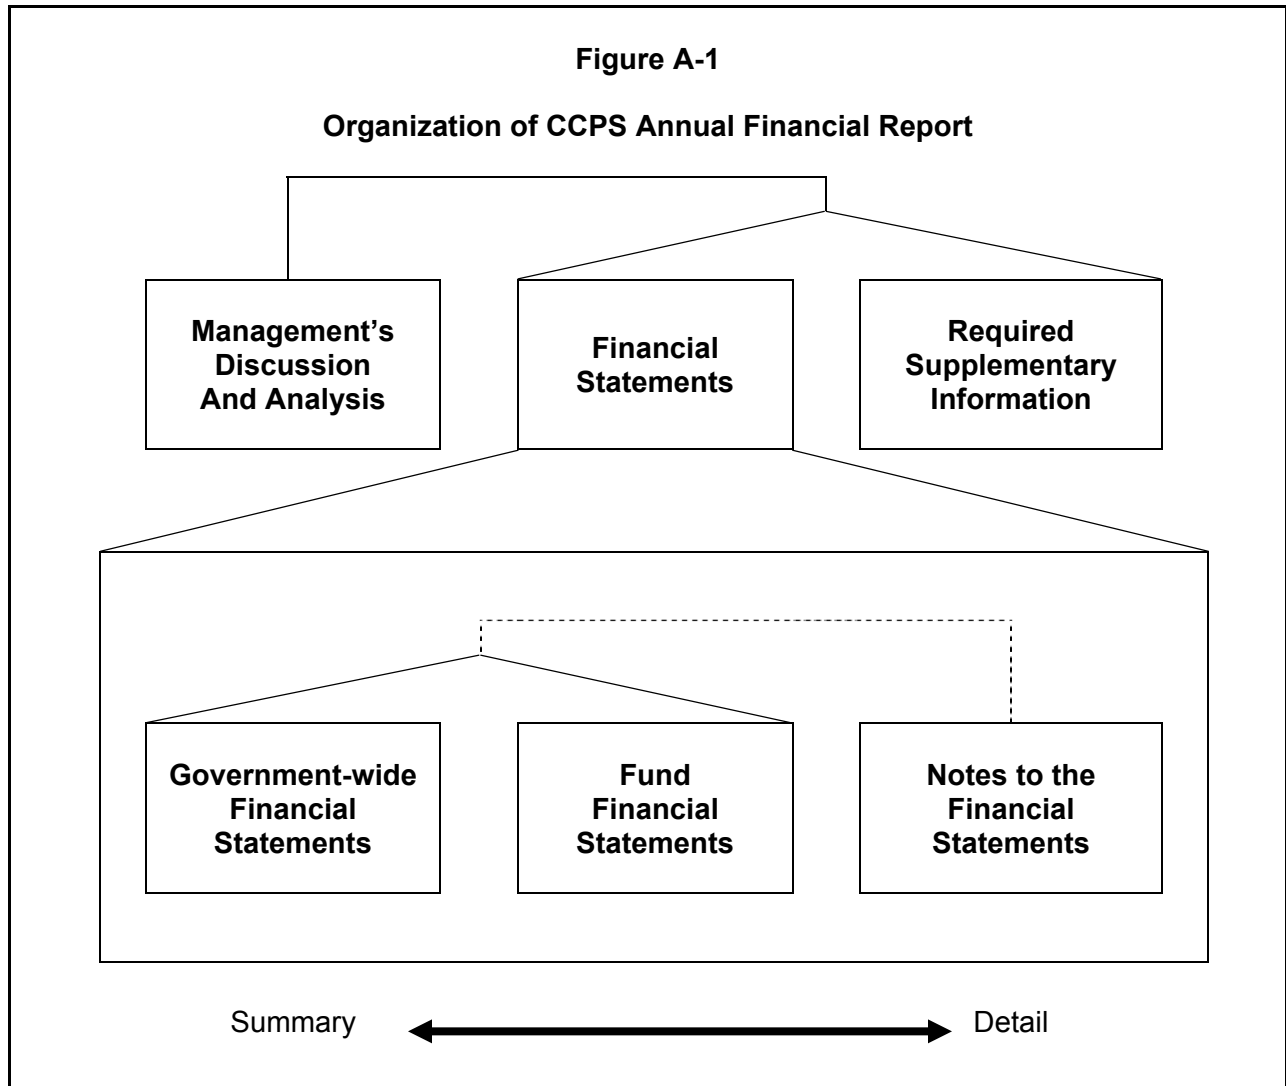 Figure A-1
Organization of CCPS Annual Financial Report
Management’s
Discussion
And Analysis
Financial
Statements
Required
Supplementary
Information
Government-wide
Financial
Statements
Fund
Financial
Statements
Notes to the
Financial
Statements
Summary
Detail